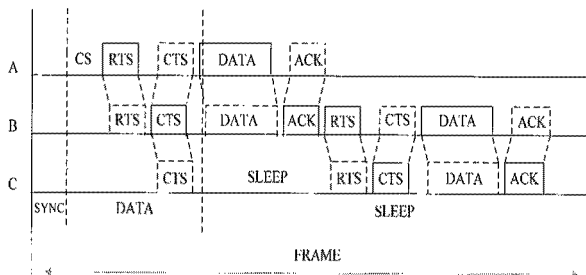 A CS RTS CTS DATA ACK
B RTS CTS DATA ACK RTS CTS DATA ACK
C CTS SLEEP RTS CTS DATA ACK
SYNC DATA SLEEP
FRAME